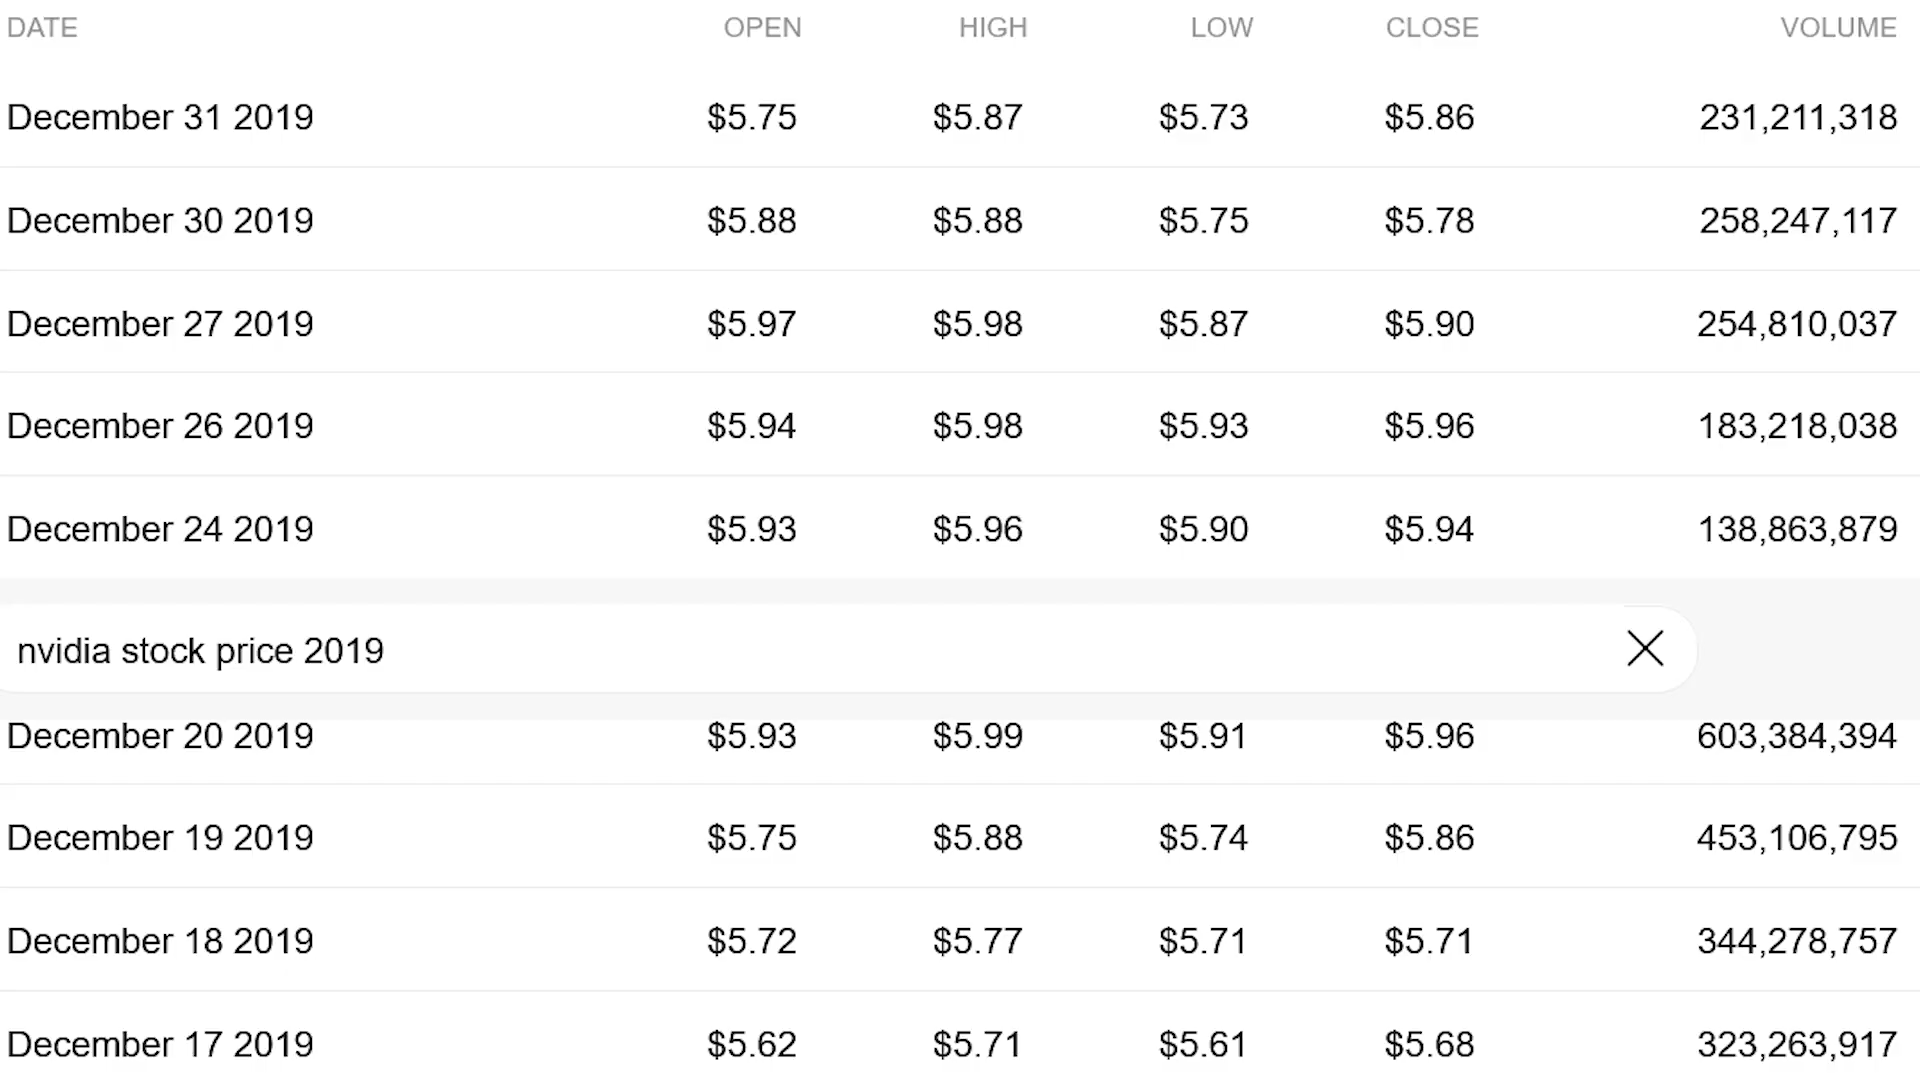 DATE OPEN HIGH LOW CLOSE VOLUME
December 31 2019 $5.75 $5.87 $5.73 $5.86 231,211,318
December 30 2019 $5.88 $5.88 $5.75 $5.78 258,247,117
December 27 2019 $5.97 $5.98 $5.87 $5.90 254,810,037
December 26 2019 $5.94 $5.98 $5.93 $5.96 183,218,038
December 24 2019 $5.93 $5.96 $5.90 $5.94 138,863,879
nvidia stock price 2019
December 20 2019 $5.93 $5.99 $5.91 $5.96 603,384,394
December 19 2019 $5.75 $5.88 $5.74 $5.86 453,106,795
December 18 2019 $5.72 $5.77 $5.71 $5.71 344,278,757
December 17 2019 $5.62 $5.71 $5.61 $5.68 323,263,917